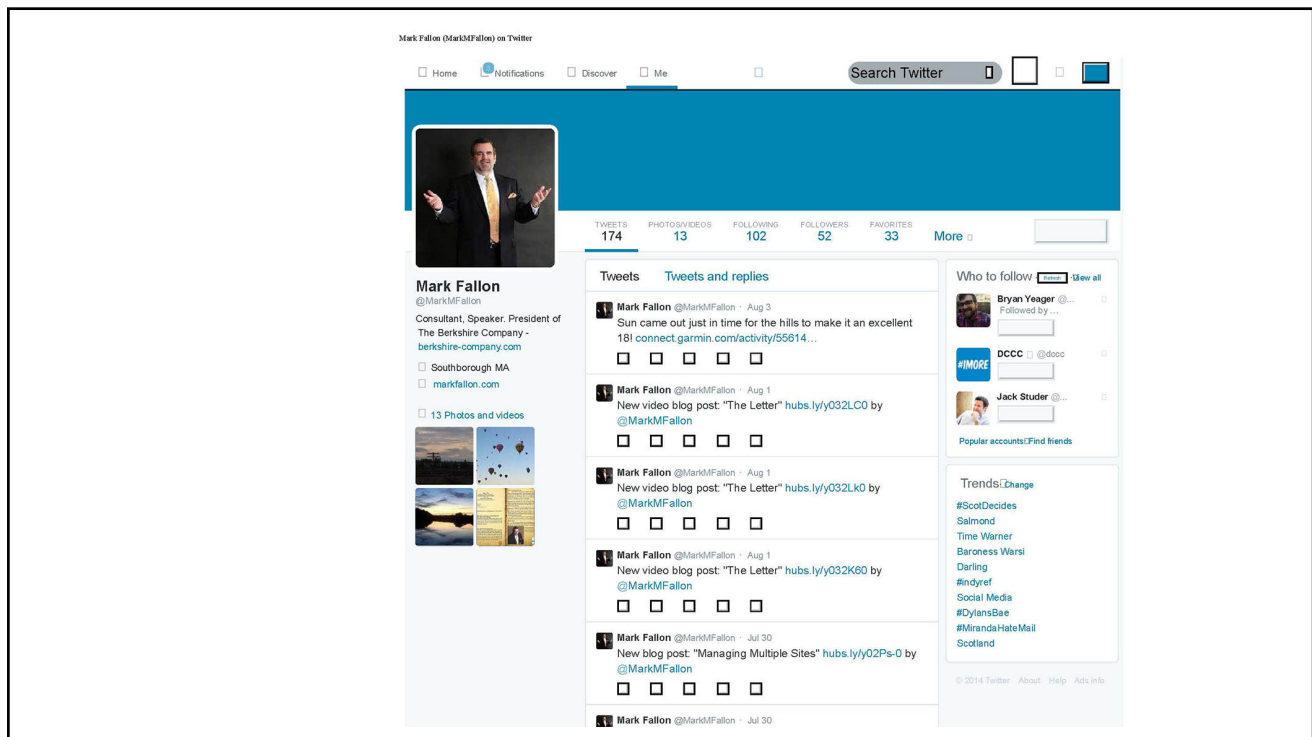 Mark Fallon (MarkMFallon) on Twitter
Home Notifications Discover Me Search Twitter
TWEETS PHOTOS/VIDEOS FOLLOWING FOLLOWERS FAVORITES
174 13 102 52 33 More
Mark Fallon
@MarkMFallon
Consultant, Speaker. President of
The Berkshire Company -
berkshire-company.com
Southborough MA
markfallon.com
13 Photos and videos
Tweets Tweets and replies
Mark Fallon @MarkMFallon · Aug 3
Sun came out just in time for the hills to make it an excellent
18! connect.garmin.com/activity/55614...
Mark Fallon @MarkMFallon · Aug 1
New video blog post: "The Letter" hubs.ly/y032LC0 by
@MarkMFallon
Mark Fallon @MarkMFallon · Aug 1
New video blog post: "The Letter" hubs.ly/y032Lk0 by
@MarkMFallon
Mark Fallon @MarkMFallon · Aug 1
New video blog post: "The Letter" hubs.ly/y032K60 by
@MarkMFallon
Mark Fallon @MarkMFallon · Jul 30
New blog post: "Managing Multiple Sites" hubs.ly/y02Ps-0 by
@MarkMFallon
Mark Fallon @MarkMFallon · Jul 30
Who to follow Refresh · View all
Bryan Yeager @...
Followed by ...
#IMORE
DCCC @dccc
Jack Studer @...
Popular accounts Find friends
Trends Change
#ScotDecides
Salmond
Time Warner
Baroness Warsi
Darling
#indyref
Social Media
#DylansBae
#MirandaHateMail
Scotland
© 2014 Twitter About Help Ads info